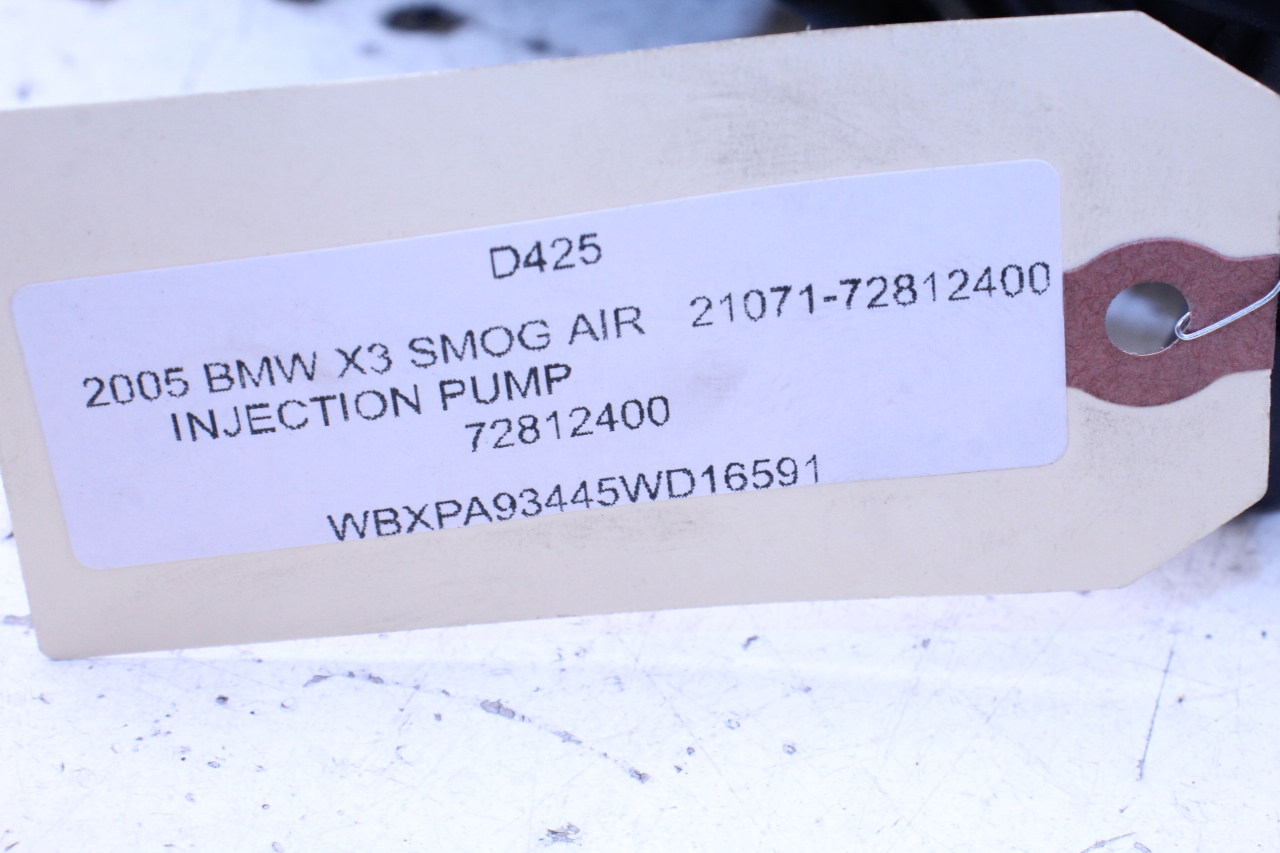 D425
2005 BMW X3 SMOG AIR 21071-72812400
INJECTION PUMP
72812400
WBXPA93445WD16591